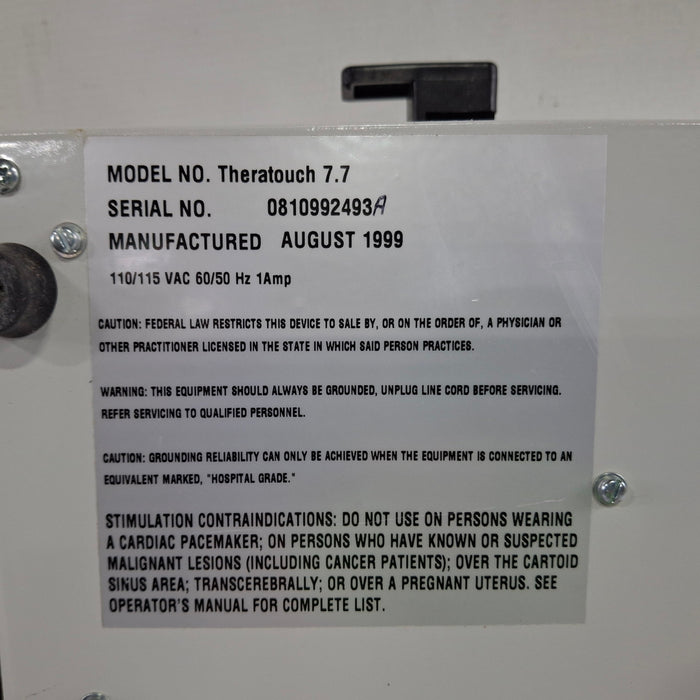 MODEL NO. Theratouch 7.7
SERIAL NO. 0810992493A
MANUFACTURED AUGUST 1999
110/115 VAC 60/50 Hz 1Amp
CAUTION: FEDERAL LAW RESTRICTS THIS DEVICE TO SALE BY, OR ON THE ORDER OF, A PHYSICIAN OR
OTHER PRACTITIONER LICENSED IN THE STATE IN WHICH SAID PERSON PRACTICES.
WARNING: THIS EQUIPMENT SHOULD ALWAYS BE GROUNDED, UNPLUG LINE CORD BEFORE SERVICING.
REFER SERVICING TO QUALIFIED PERSONNEL.
CAUTION: GROUNDING RELIABILITY CAN ONLY BE ACHIEVED WHEN THE EQUIPMENT IS CONNECTED TO AN
EQUIVALENT MARKED, "HOSPITAL GRADE."
STIMULATION CONTRAINDICATIONS: DO NOT USE ON PERSONS WEARING
A CARDIAC PACEMAKER; ON PERSONS WHO HAVE KNOWN OR SUSPECTED
MALIGNANT LESIONS (INCLUDING CANCER PATIENTS); OVER THE CARTOID
SINUS AREA; TRANSCEREBRALLY; OR OVER A PREGNANT UTERUS. SEE
OPERATOR'S MANUAL FOR COMPLETE LIST.